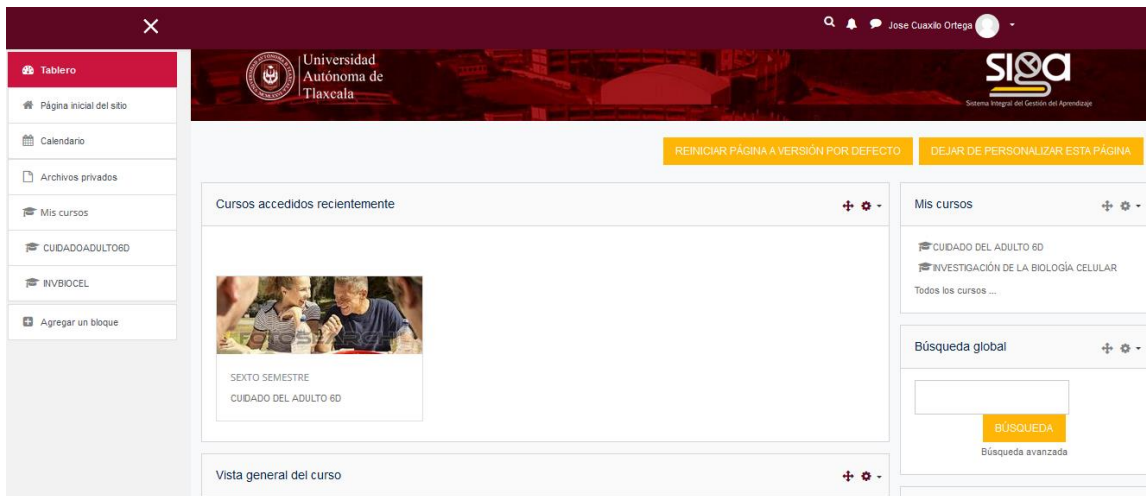 Jose Cuaxilo Ortega
Universidad
Autónoma de
Tlaxcala
siga
Sistema Integral del Gestión del Aprendizaje
Tablero
Página inicial del sitio
Calendario
Archivos privados
Mis cursos
CUIDADOADULTO6D
INVBIOCEL
Agregar un bloque
REINICIAR PÁGINA A VERSIÓN POR DEFECTO
DEJAR DE PERSONALIZAR ESTA PÁGINA
Cursos accedidos recientemente
FOTOSEARCH
SEXTO SEMESTRE
CUIDADO DEL ADULTO 6D
Vista general del curso
Mis cursos
CUIDADO DEL ADULTO 6D
INVESTIGACIÓN DE LA BIOLOGÍA CELULAR
Todos los cursos ...
Búsqueda global
BÚSQUEDA
Búsqueda avanzada